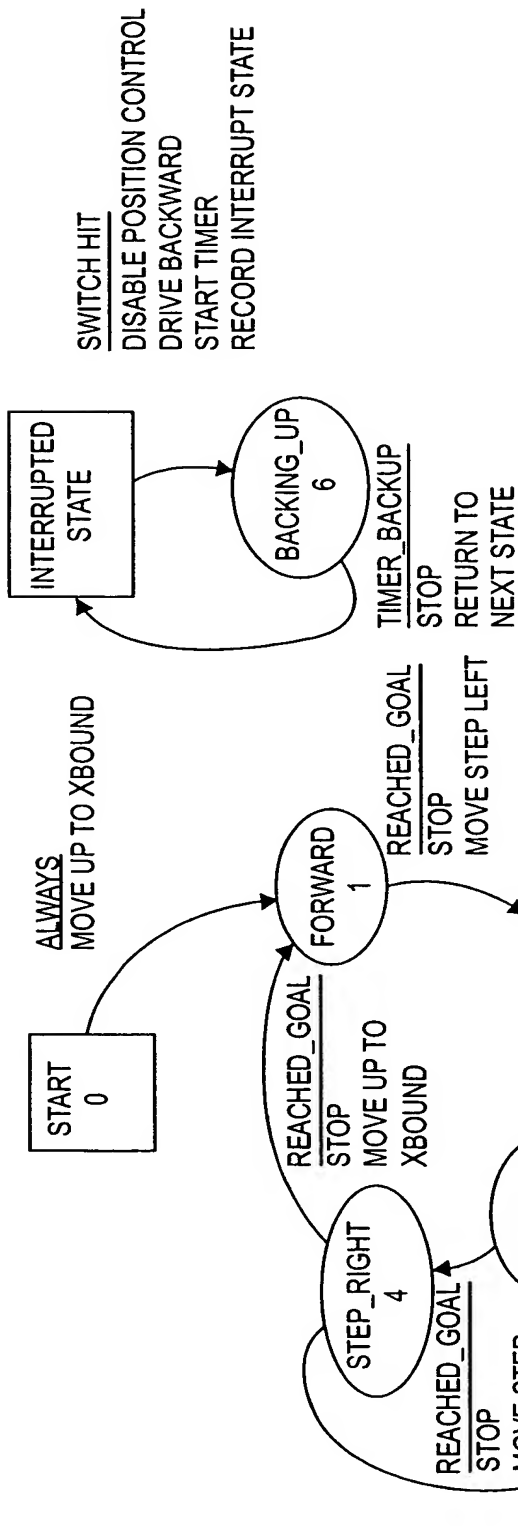 START
0
ALWAYS
MOVE UP TO XBOUND
INTERRUPTED
STATE
SWITCH HIT
DISABLE POSITION CONTROL
DRIVE BACKWARD
START TIMER
RECORD INTERRUPT STATE
BACKING_UP
6
TIMER_BACKUP
STOP
RETURN TO
NEXT STATE
FORWARD
1
REACHED_GOAL
STOP
MOVE STEP LEFT
REACHED_GOAL
STOP
MOVE UP TO
XBOUND
STEP_RIGHT
4
REACHED_GOAL
STOP
MOVE STEP